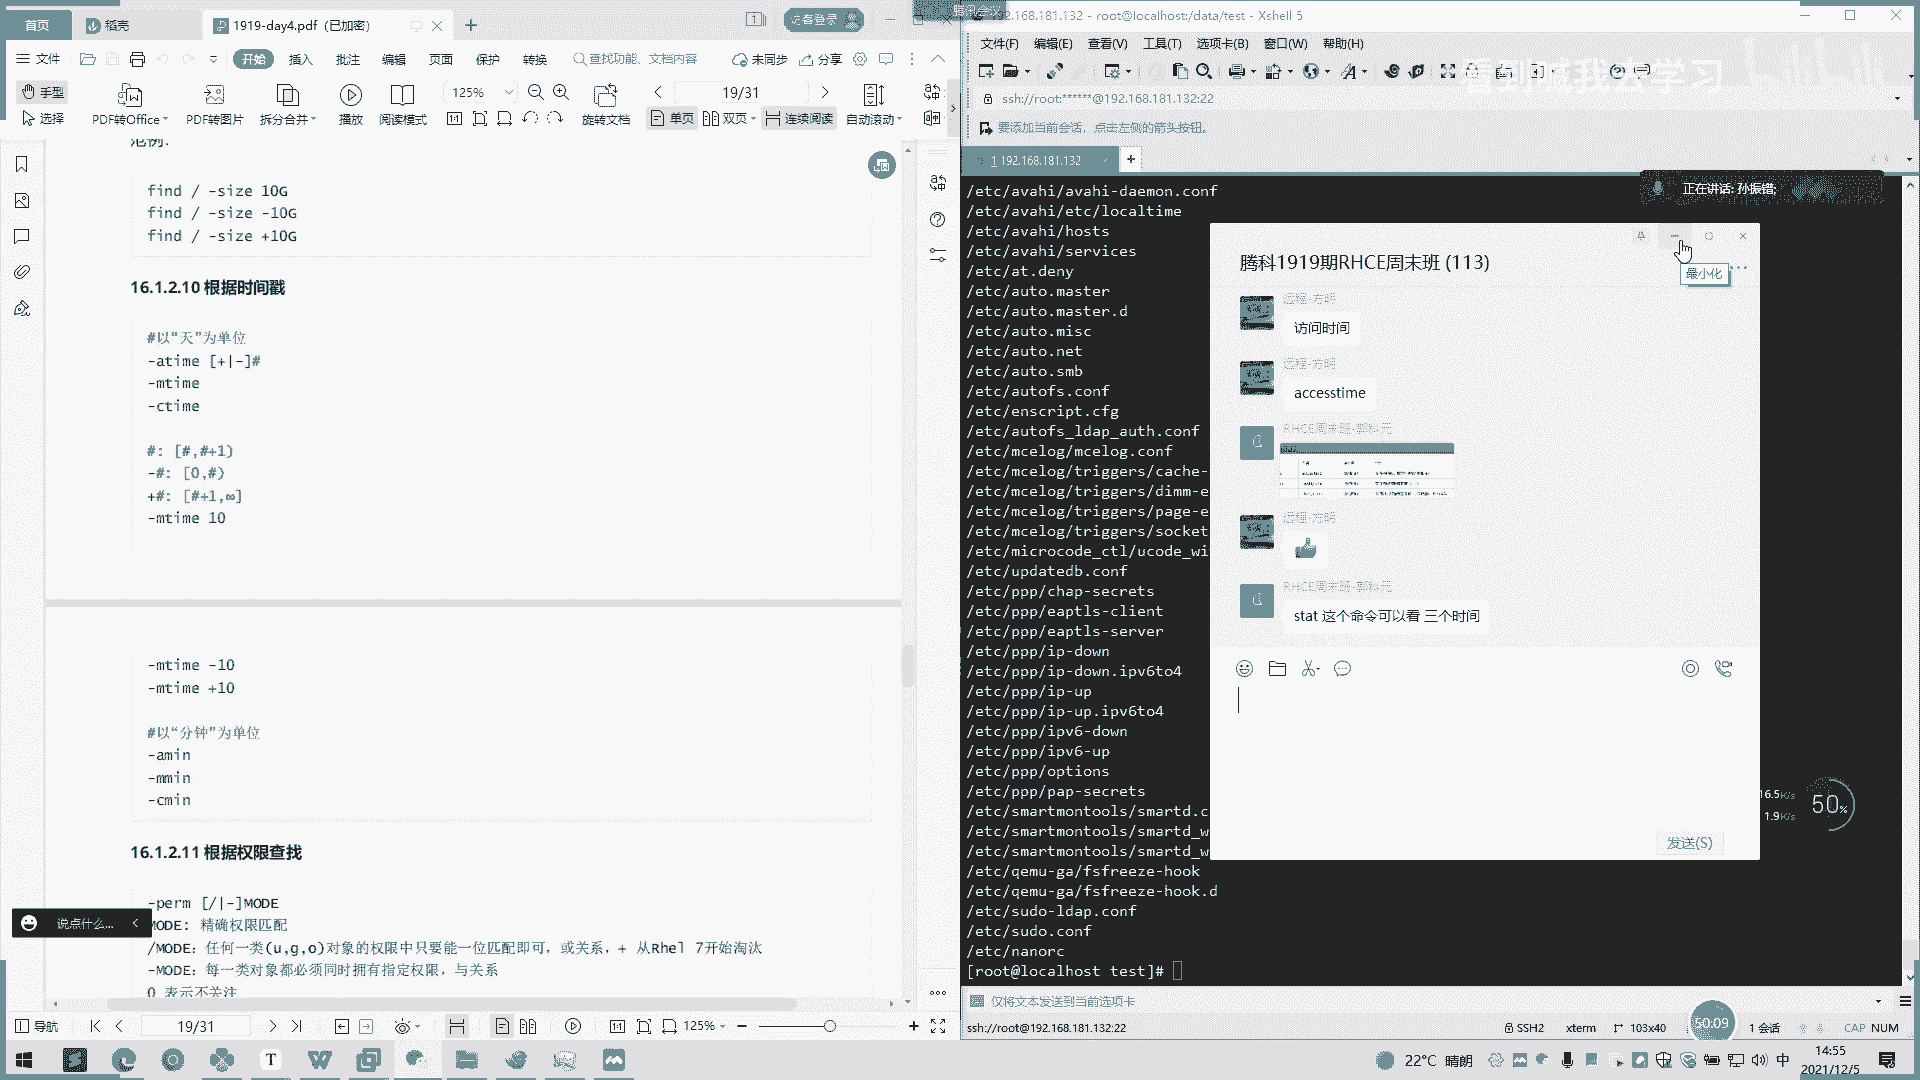 首页
稻壳
1919-day4.pdf（已加密）
访客登录
文件
开始
插入
批注
编辑
页面
保护
转换
查找功能、文档内容
未同步
分享
手型
选择
PDF转Office
PDF转图片
拆分合并
播放
阅读模式
125%
旋转文档
19/31
单页
双页
连续阅读
自动滚动
范例:
find / -size 10G
find / -size -10G
find / -size +10G
16.1.2.10 根据时间戳
#以“天”为单位
-atime [+|-]#
-mtime
-ctime
#: [#,#+1)
-#: [0,#)
+#: [#+1,∞]
-mtime 10
-mtime -10
-mtime +10
#以“分钟”为单位
-amin
-mmin
-cmin
16.1.2.11 根据权限查找
-perm [/|-]MODE
MODE: 精确权限匹配
/MODE: 任何一类(u,g,o)对象的权限中只要能一位匹配即可，或关系，+ 从Rhel 7开始淘汰
-MODE: 每一类对象都必须同时拥有指定权限，与关系
0 表示不关注
说点什么...
导航
19/31
125%
腾讯会议
192.168.181.132 - root@localhost:/data/test - Xshell 5
文件(F) 编辑(E) 查看(V) 工具(T) 选项卡(B) 窗口(W) 帮助(H)
看到喊我去学习
ssh://root:******@192.168.181.132:22
要添加当前会话，点击左侧的箭头按钮。
1 192.168.181.132
正在讲话: 孙振锴;
/etc/avahi/avahi-daemon.conf
/etc/avahi/etc/localtime
/etc/avahi/hosts
/etc/avahi/services
/etc/at.deny
/etc/auto.master
/etc/auto.master.d
/etc/auto.misc
/etc/auto.net
/etc/auto.smb
/etc/autofs.conf
/etc/enscript.cfg
/etc/autofs_ldap_auth.conf
/etc/mcelog/mcelog.conf
/etc/mcelog/triggers/cache-
/etc/mcelog/triggers/dimm-e
/etc/mcelog/triggers/page-e
/etc/mcelog/triggers/socket
/etc/microcode_ctl/ucode_wi
/etc/updatedb.conf
/etc/ppp/chap-secrets
/etc/ppp/eaptls-client
/etc/ppp/eaptls-server
/etc/ppp/ip-down
/etc/ppp/ip-down.ipv6to4
/etc/ppp/ip-up
/etc/ppp/ip-up.ipv6to4
/etc/ppp/ipv6-down
/etc/ppp/ipv6-up
/etc/ppp/options
/etc/ppp/pap-secrets
/etc/smartmontools/smartd.c
/etc/smartmontools/smartd_w
/etc/smartmontools/smartd_w
/etc/qemu-ga/fsfreeze-hook
/etc/qemu-ga/fsfreeze-hook.d
/etc/sudo-ldap.conf
/etc/sudo.conf
/etc/nanorc
[root@localhost test]#
腾科1919期RHCE周末班 (113)
最小化
远程-方明
访问时间
远程-方明
accesstime
RHCE周末班-郭科元
远程-方明
RHCE周末班-郭科元
stat 这个命令可以看 三个时间
发送(S)
16.5K/s
1.9K/s
50%
仅将文本发送到当前选项卡
ssh://root@192.168.181.132:22
SSH2
xterm
103x40
50:09
1 会话
CAP NUM
22°C 晴朗
中
14:55
2021/12/5